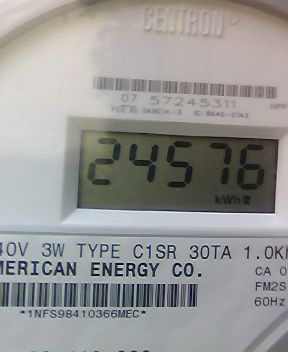 CENTRON
07 57245311
24576
kWh
40V 3W TYPE C1SR 30TA 1.0K
MERICAN ENERGY CO.
CA 0
FM2S
60Hz
*1NFS98410366MEC*